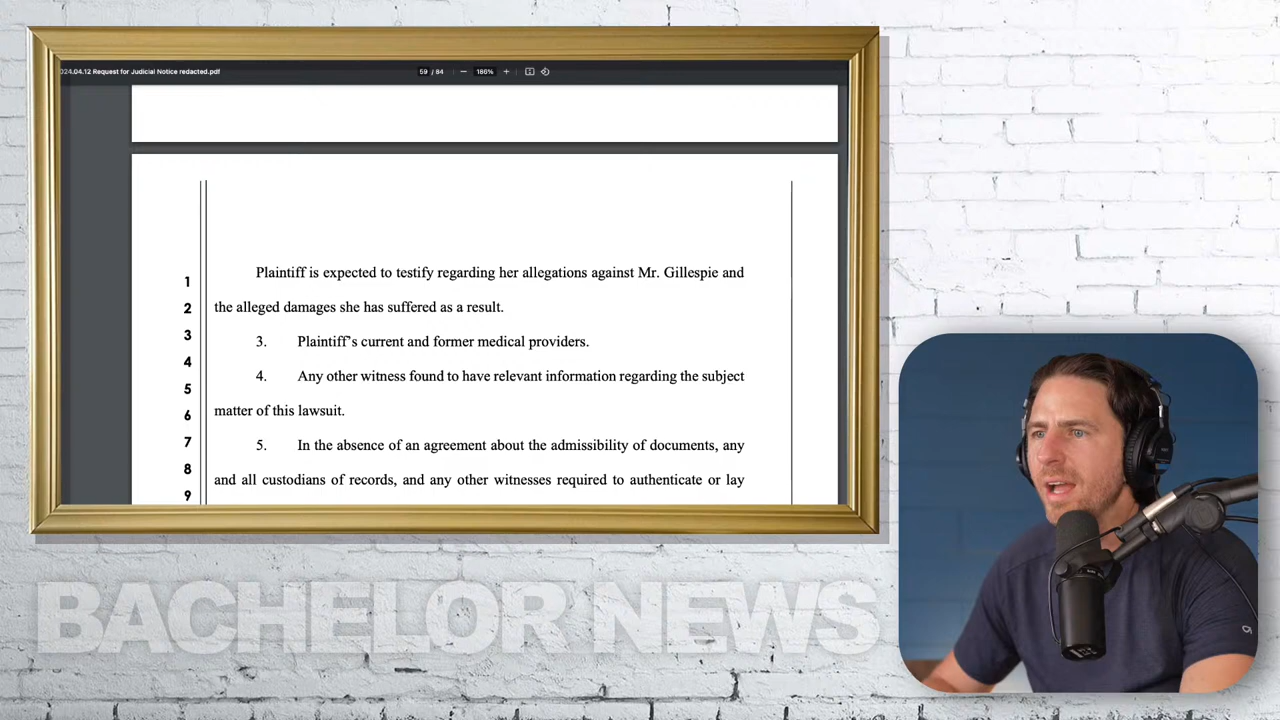 024.04.12 Request for Judicial Notice redacted.pdf
59 / 84 — 186% +
Plaintiff is expected to testify regarding her allegations against Mr. Gillespie and
the alleged damages she has suffered as a result.
3. Plaintiff's current and former medical providers.
4. Any other witness found to have relevant information regarding the subject
matter of this lawsuit.
5. In the absence of an agreement about the admissibility of documents, any
and all custodians of records, and any other witnesses required to authenticate or lay
1
2
3
4
5
6
7
8
9
BACHELOR NEWS